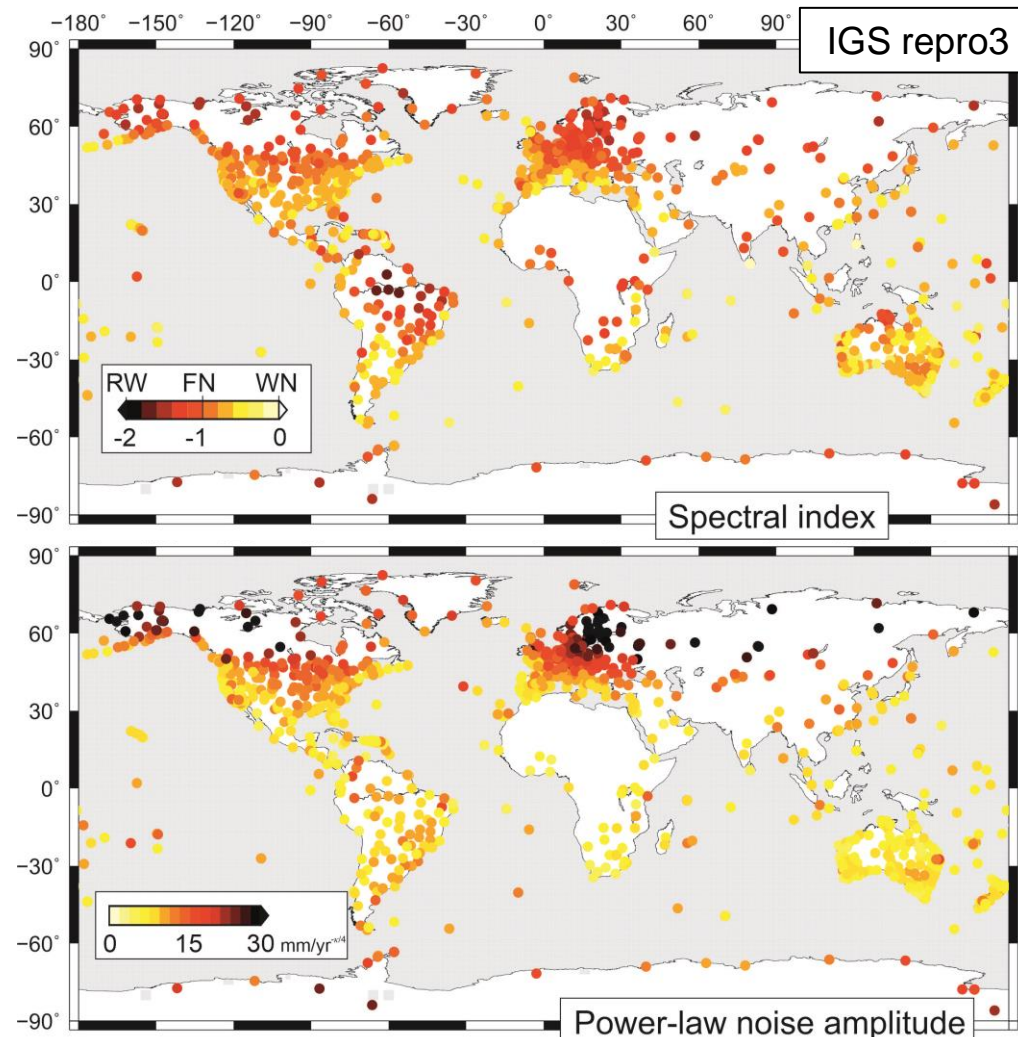 −180° −150° −120° −90° −60° −30° 0° 30° 60° 90°
IGS repro3
90°
60°
30°
0°
−30°
−60°
−90°
RW FN WN
-2 -1 0
Spectral index
90°
60°
30°
0°
−30°
−60°
−90°
0 15 30 mm/yr^-κ/4
Power-law noise amplitude